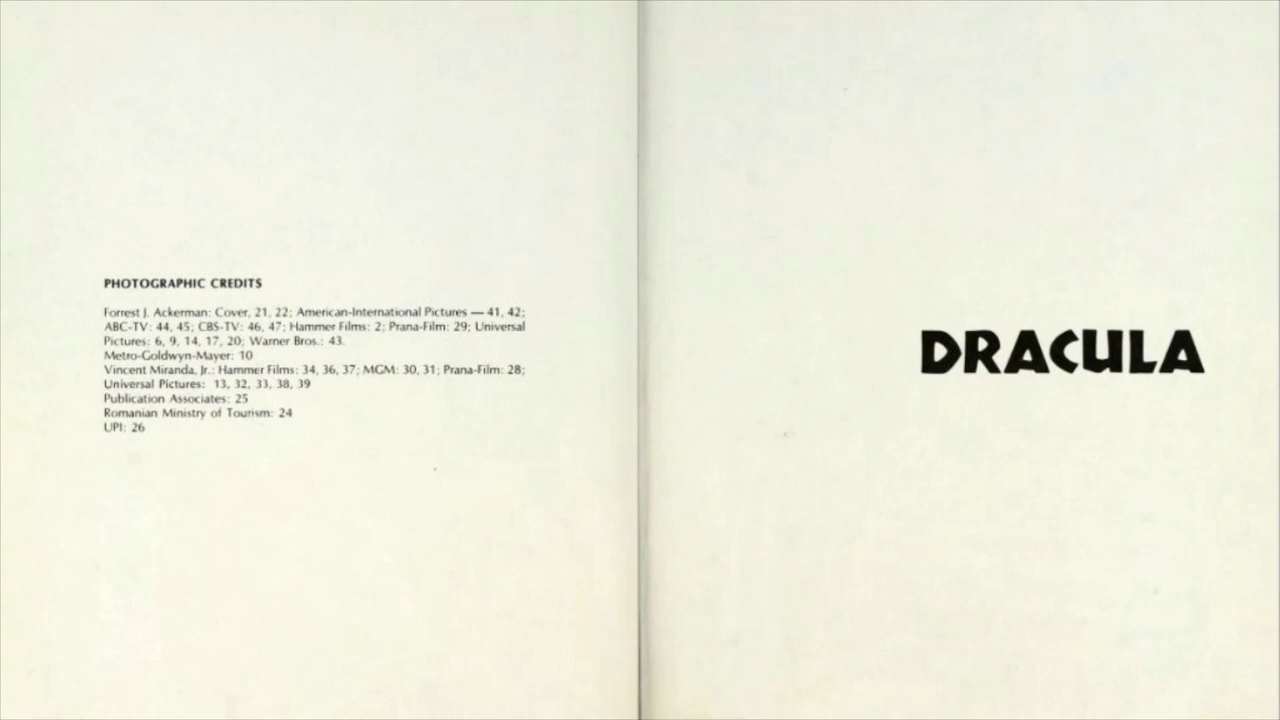 PHOTOGRAPHIC CREDITS
Forrest J. Ackerman: Cover, 21, 22; American-International Pictures — 41, 42;
ABC-TV: 44, 45; CBS-TV: 46, 47; Hammer Films: 2; Prana-Film: 29; Universal
Pictures: 6, 9, 14, 17, 20; Warner Bros.: 43.
Metro-Goldwyn-Mayer: 10
Vincent Miranda, Jr.: Hammer Films: 34, 36, 37; MGM: 30, 31; Prana-Film: 28;
Universal Pictures: 13, 32, 33, 38, 39
Publication Associates: 25
Romanian Ministry of Tourism: 24
UPI: 26
DRACULA